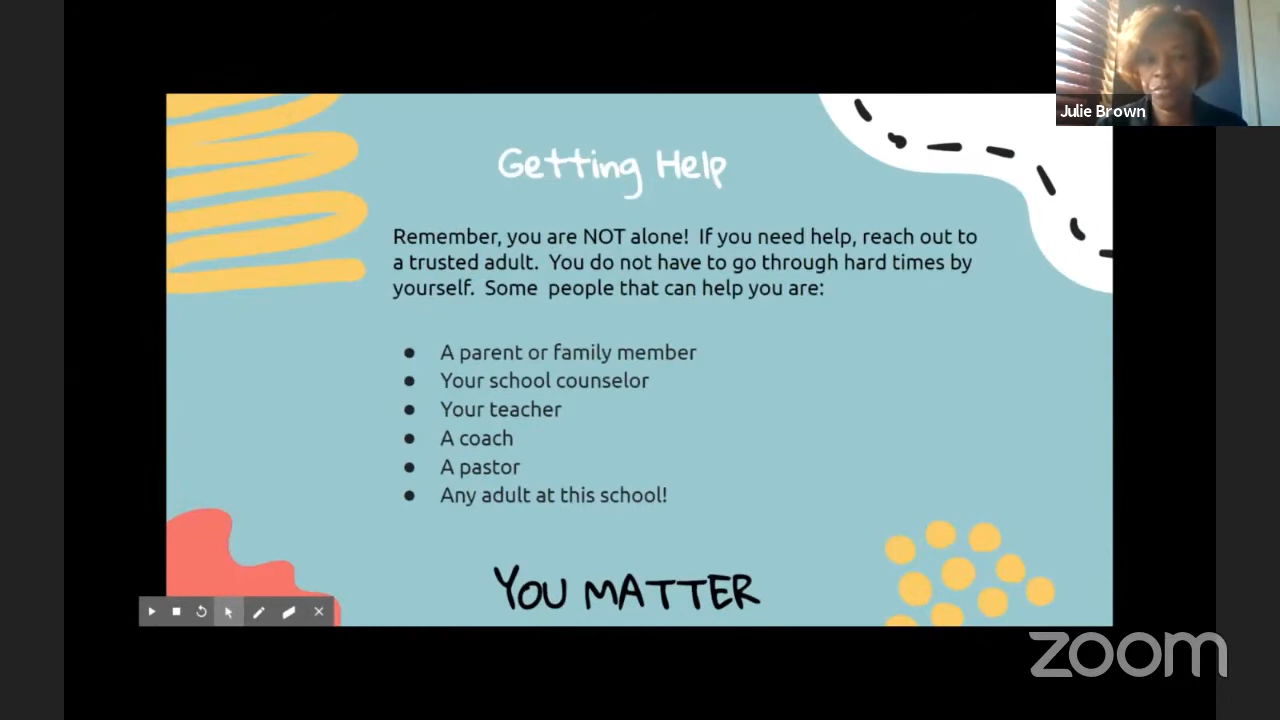 Julie Brown
Getting Help
Remember, you are NOT alone! If you need help, reach out to
a trusted adult. You do not have to go through hard times by
yourself. Some people that can help you are:
● A parent or family member
● Your school counselor
● Your teacher
● A coach
● A pastor
● Any adult at this school!
YOU MATTER
zoom